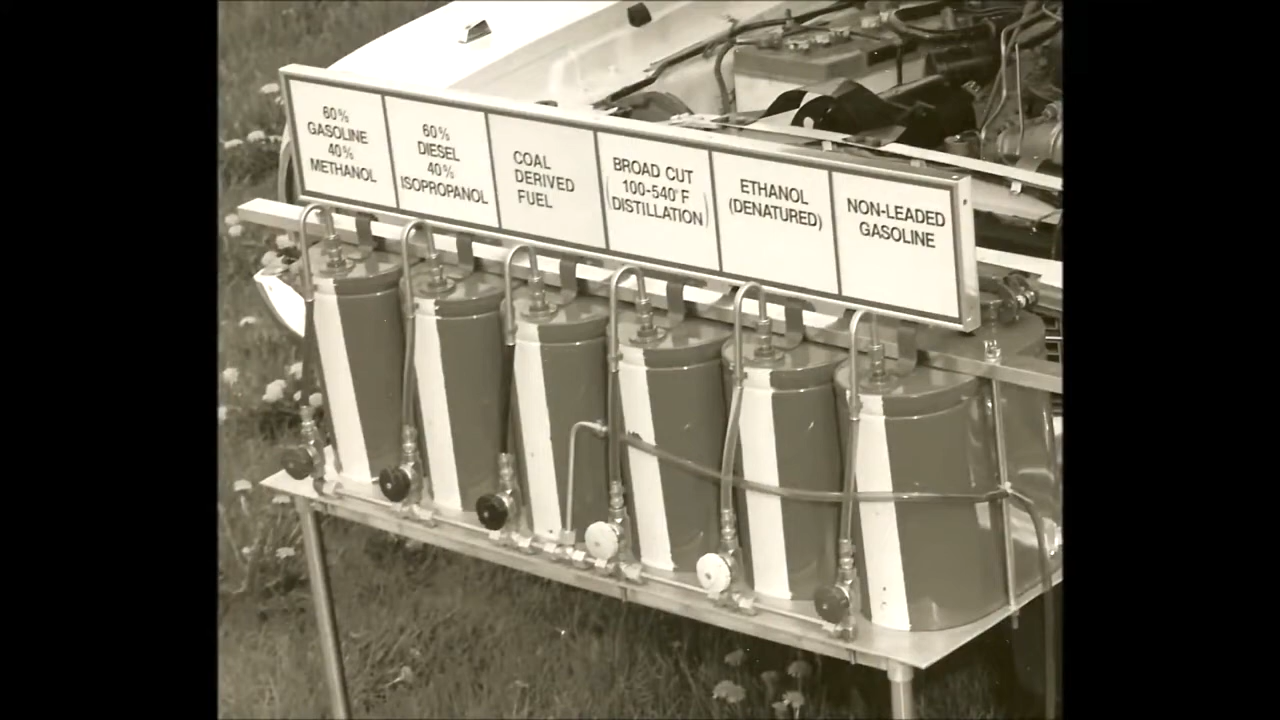 60%
GASOLINE
40%
METHANOL
60%
DIESEL
40%
ISOPROPANOL
COAL
DERIVED
FUEL
BROAD CUT
(100-540°F
DISTILLATION)
ETHANOL
(DENATURED)
NON-LEADED
GASOLINE